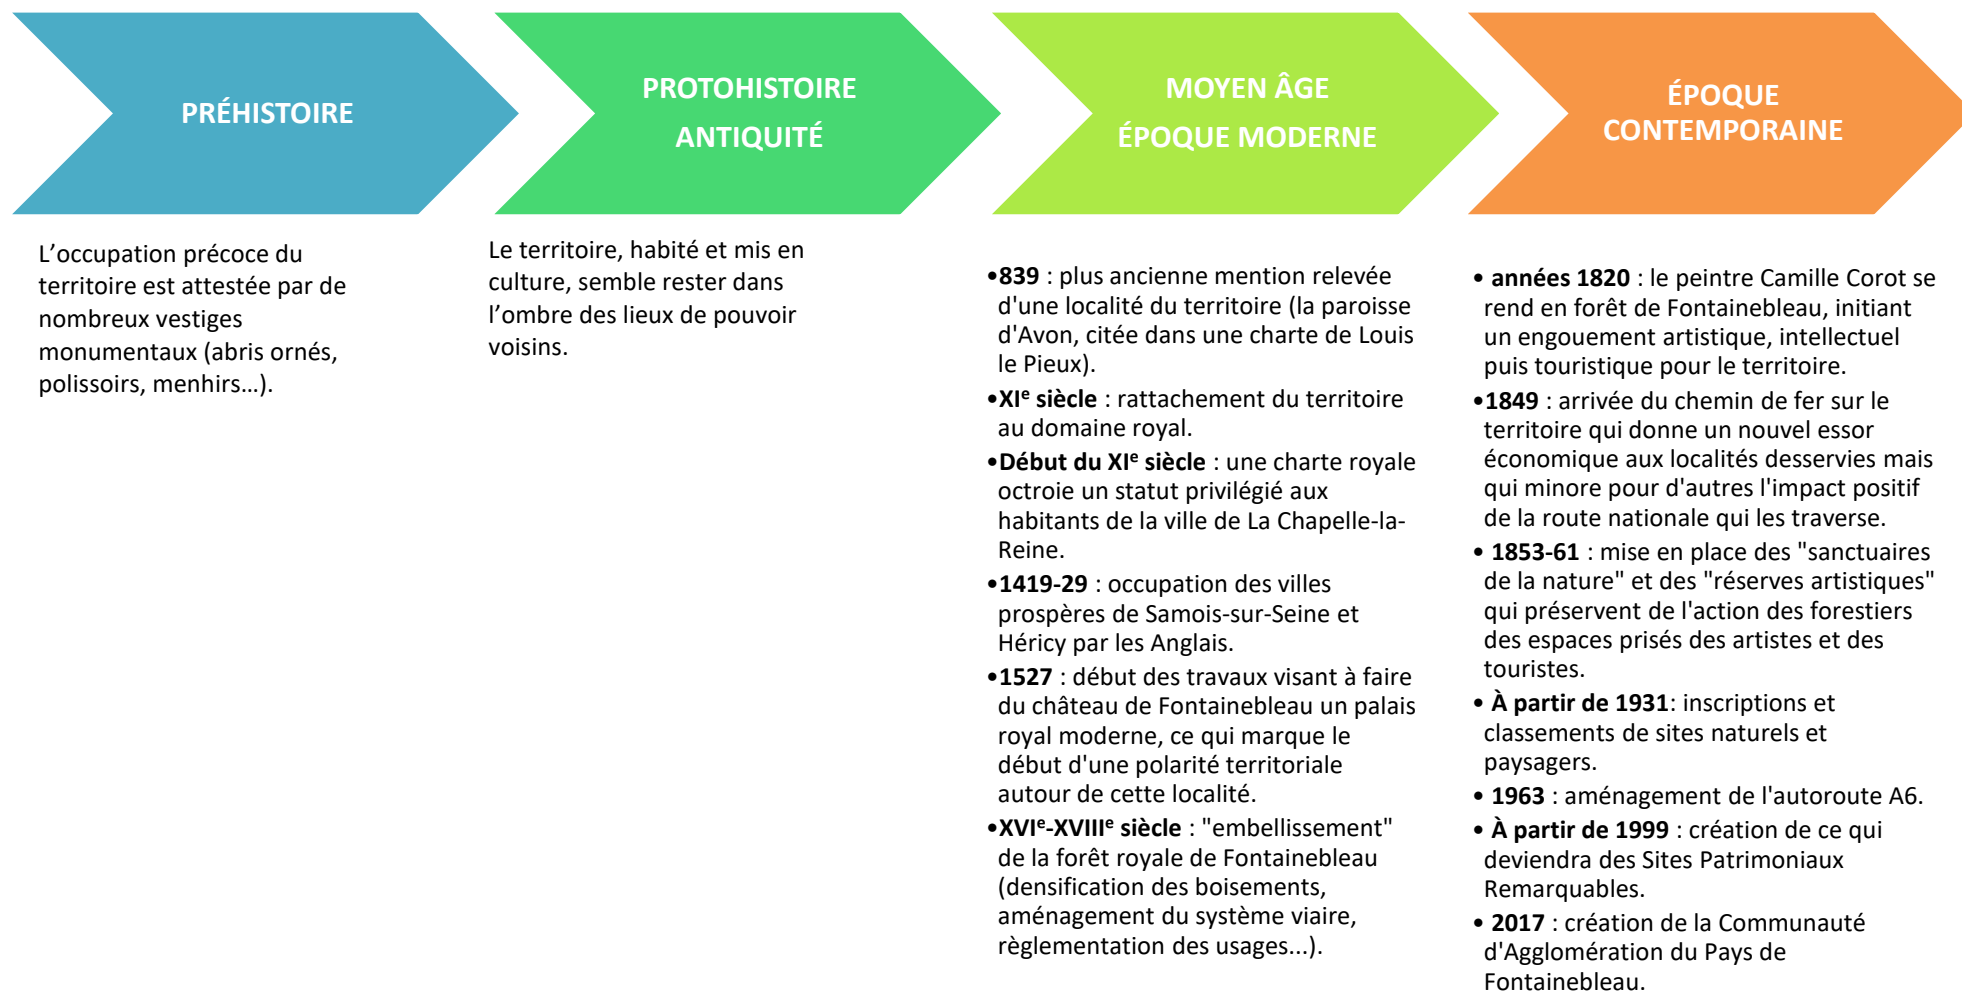 PRÉHISTOIRE
L’occupation précoce du
territoire est attestée par de
nombreux vestiges
monumentaux (abris ornés,
polissoirs, menhirs…).
PROTOHISTOIRE
ANTIQUITÉ
Le territoire, habité et mis en
culture, semble rester dans
l’ombre des lieux de pouvoir
voisins.
MOYEN ÂGE
ÉPOQUE MODERNE
•839 : plus ancienne mention relevée
d'une localité du territoire (la paroisse
d'Avon, citée dans une charte de Louis
le Pieux).
•XIe siècle : rattachement du territoire
au domaine royal.
•Début du XIe siècle : une charte royale
octroie un statut privilégié aux
habitants de la ville de La Chapelle-la-
Reine.
•1419-29 : occupation des villes
prospères de Samois-sur-Seine et
Héricy par les Anglais.
•1527 : début des travaux visant à faire
du château de Fontainebleau un palais
royal moderne, ce qui marque le
début d'une polarité territoriale
autour de cette localité.
•XVIe-XVIIIe siècle : "embellissement"
de la forêt royale de Fontainebleau
(densification des boisements,
aménagement du système viaire,
règlementation des usages...).
ÉPOQUE
CONTEMPORAINE
• années 1820 : le peintre Camille Corot se
rend en forêt de Fontainebleau, initiant
un engouement artistique, intellectuel
puis touristique pour le territoire.
•1849 : arrivée du chemin de fer sur le
territoire qui donne un nouvel essor
économique aux localités desservies mais
qui minore pour d'autres l'impact positif
de la route nationale qui les traverse.
• 1853-61 : mise en place des "sanctuaires
de la nature" et des "réserves artistiques"
qui préservent de l'action des forestiers
des espaces prisés des artistes et des
touristes.
• À partir de 1931: inscriptions et
classements de sites naturels et
paysagers.
• 1963 : aménagement de l'autoroute A6.
• À partir de 1999 : création de ce qui
deviendra des Sites Patrimoniaux
Remarquables.
• 2017 : création de la Communauté
d'Agglomération du Pays de
Fontainebleau.